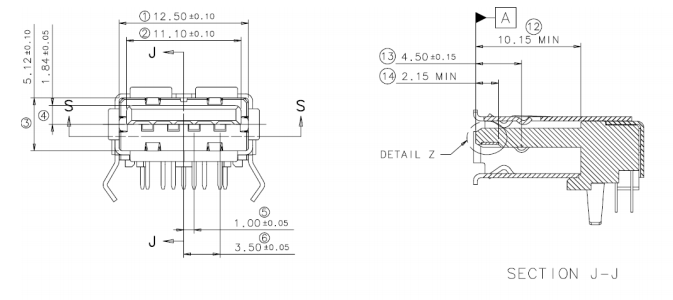 ① 12.50±0.10
② 11.10±0.10
J
5.12±0.10
1.84±0.05
③
④
S
S
⑤
1.00±0.05
⑥
J
3.50±0.05
A
⑫
10.15 MIN
⑬ 4.50±0.15
⑭ 2.15 MIN
DETAIL Z
SECTION J-J